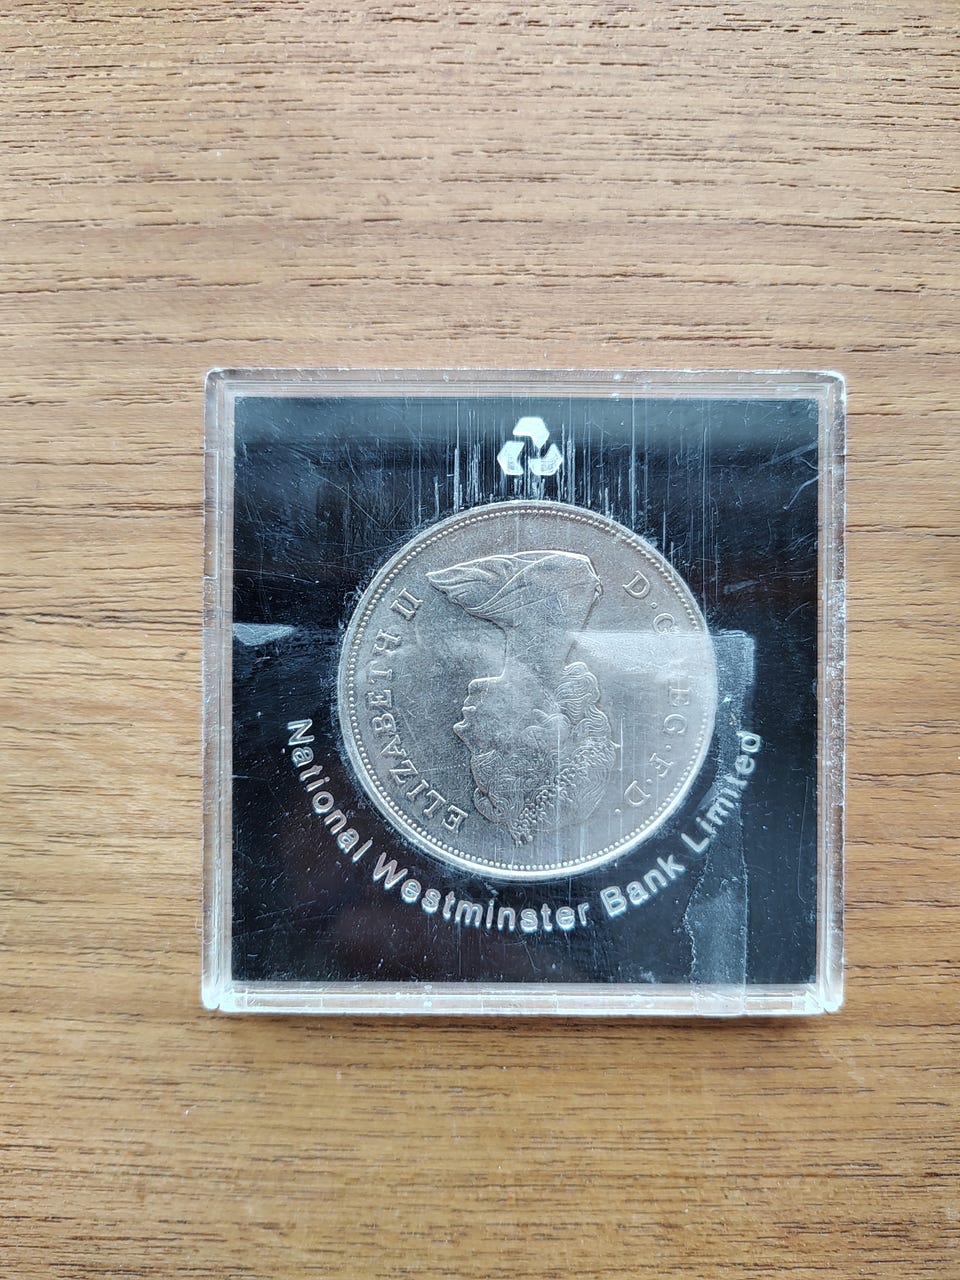 D·G·REG·F·D·
ELIZABETH II
National Westminster Bank Limited